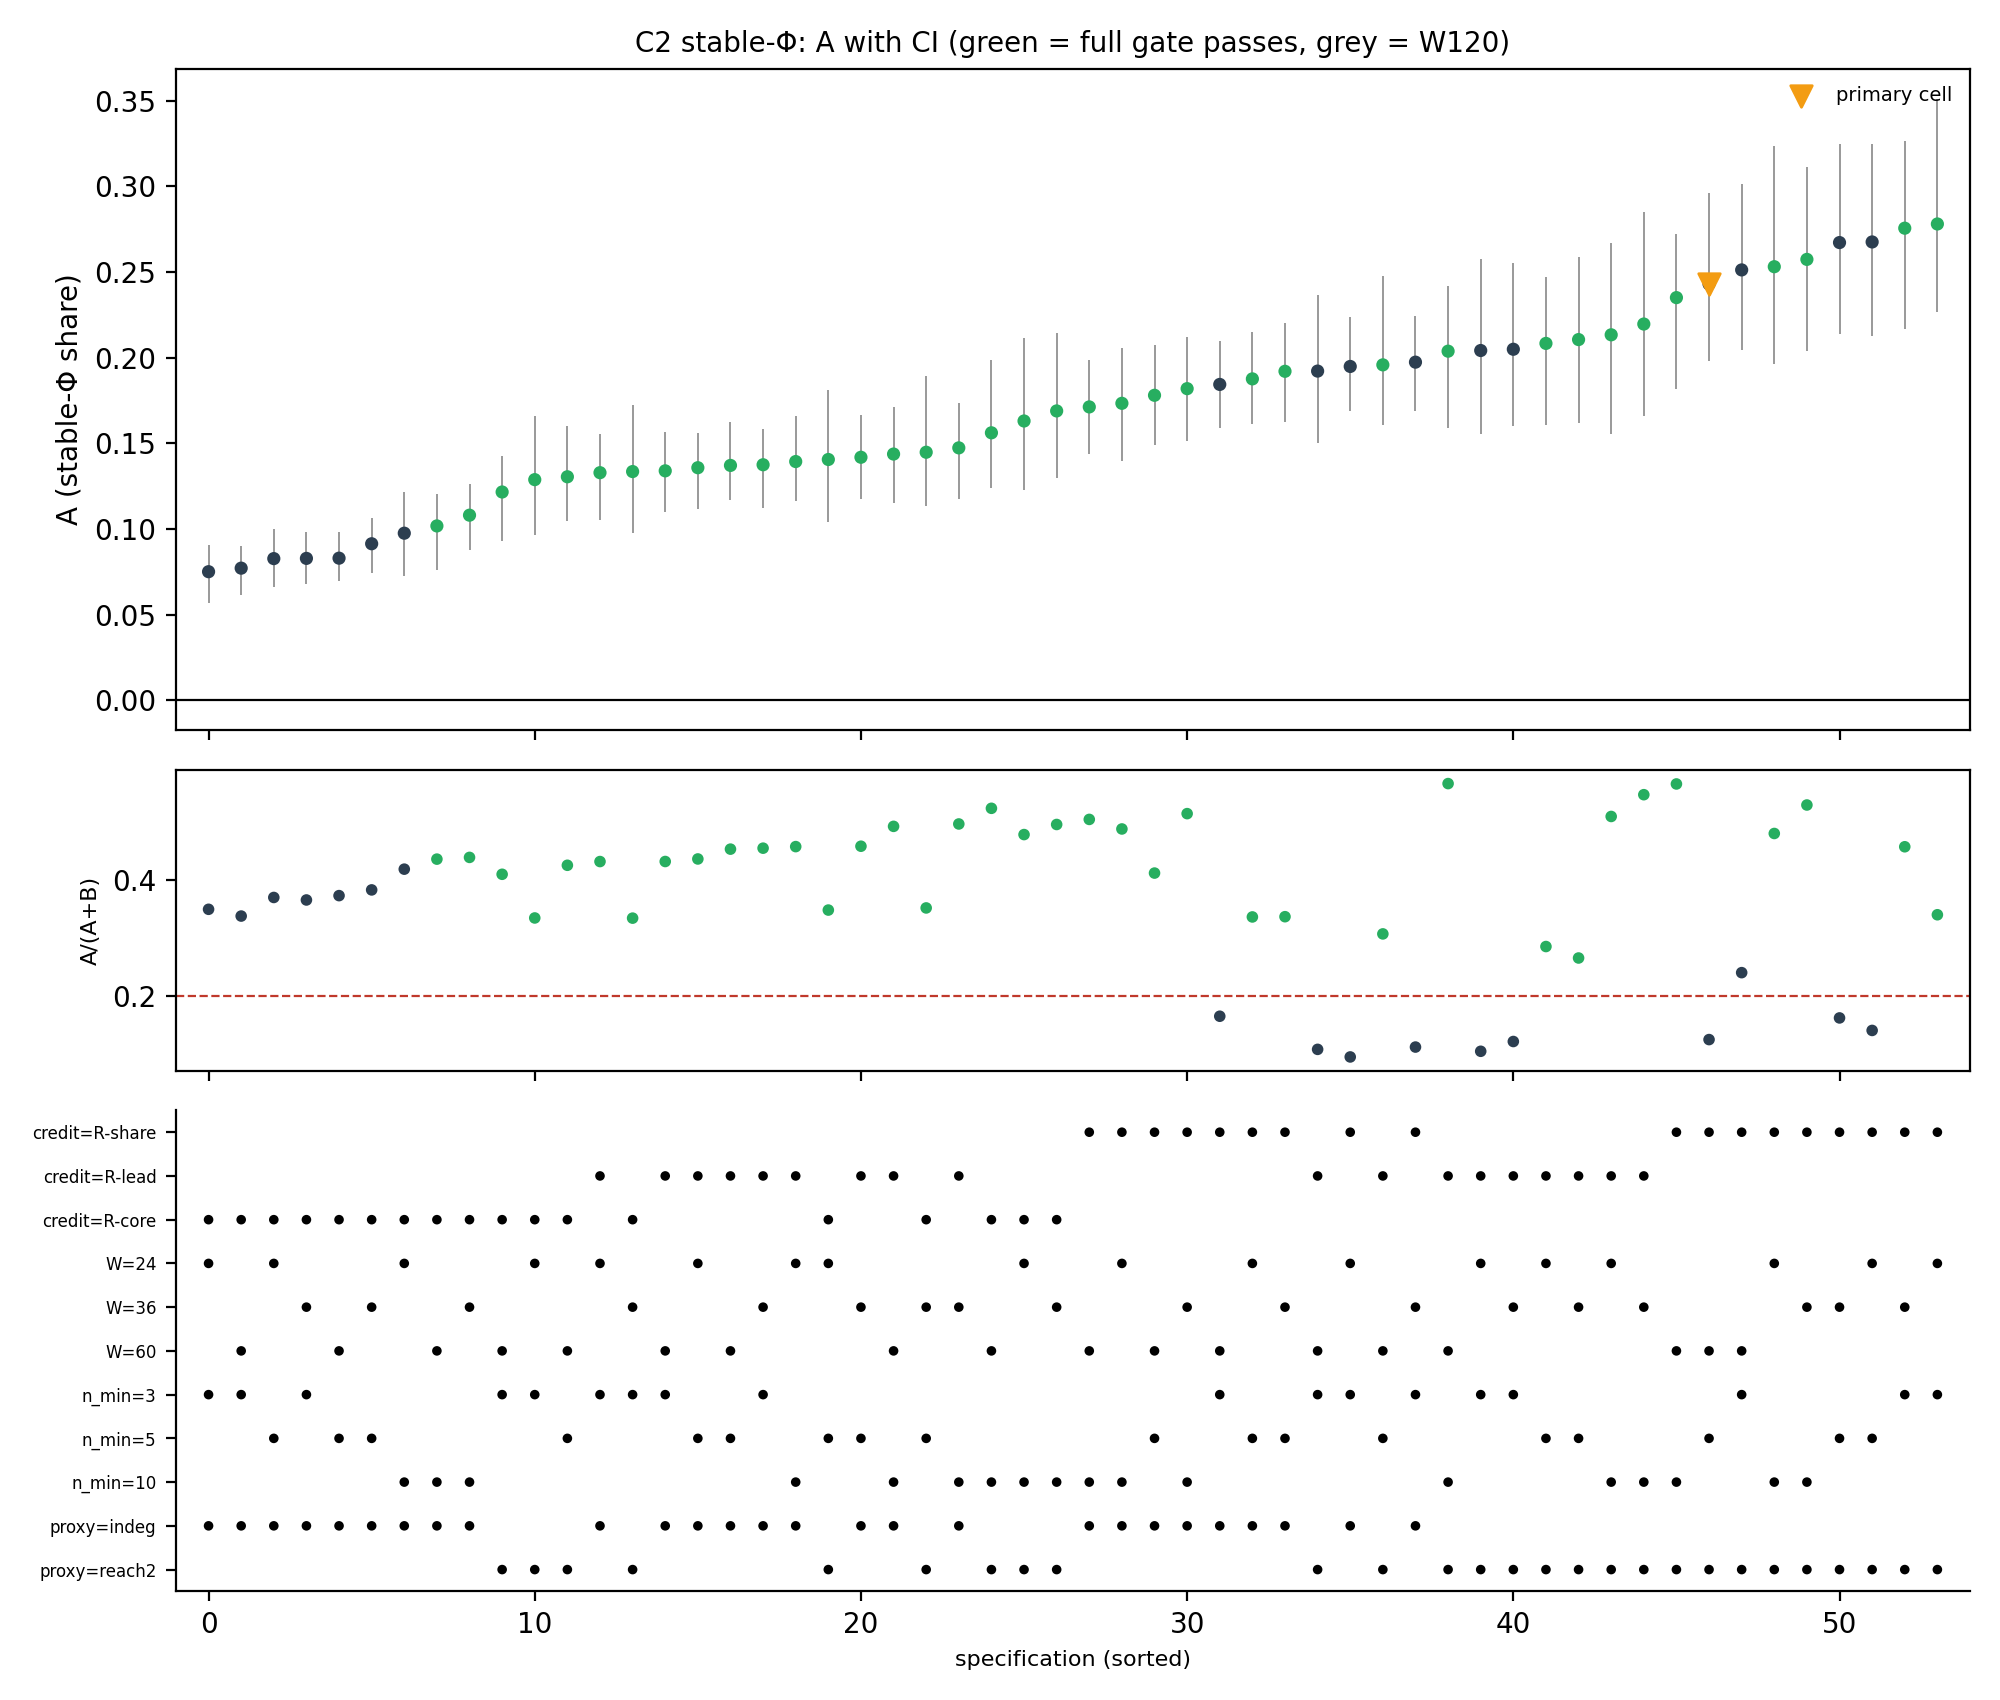 C2 stable-Φ: A with CI (green = full gate passes, grey = W120)
primary cell
A (stable-Φ share)
0.35
0.30
0.25
0.20
0.15
0.10
0.05
0.00
A/(A+B)
0.4
0.2
credit=R-share
credit=R-lead
credit=R-core
W=24
W=36
W=60
n_min=3
n_min=5
n_min=10
proxy=indeg
proxy=reach2
0 10 20 30 40 50
specification (sorted)